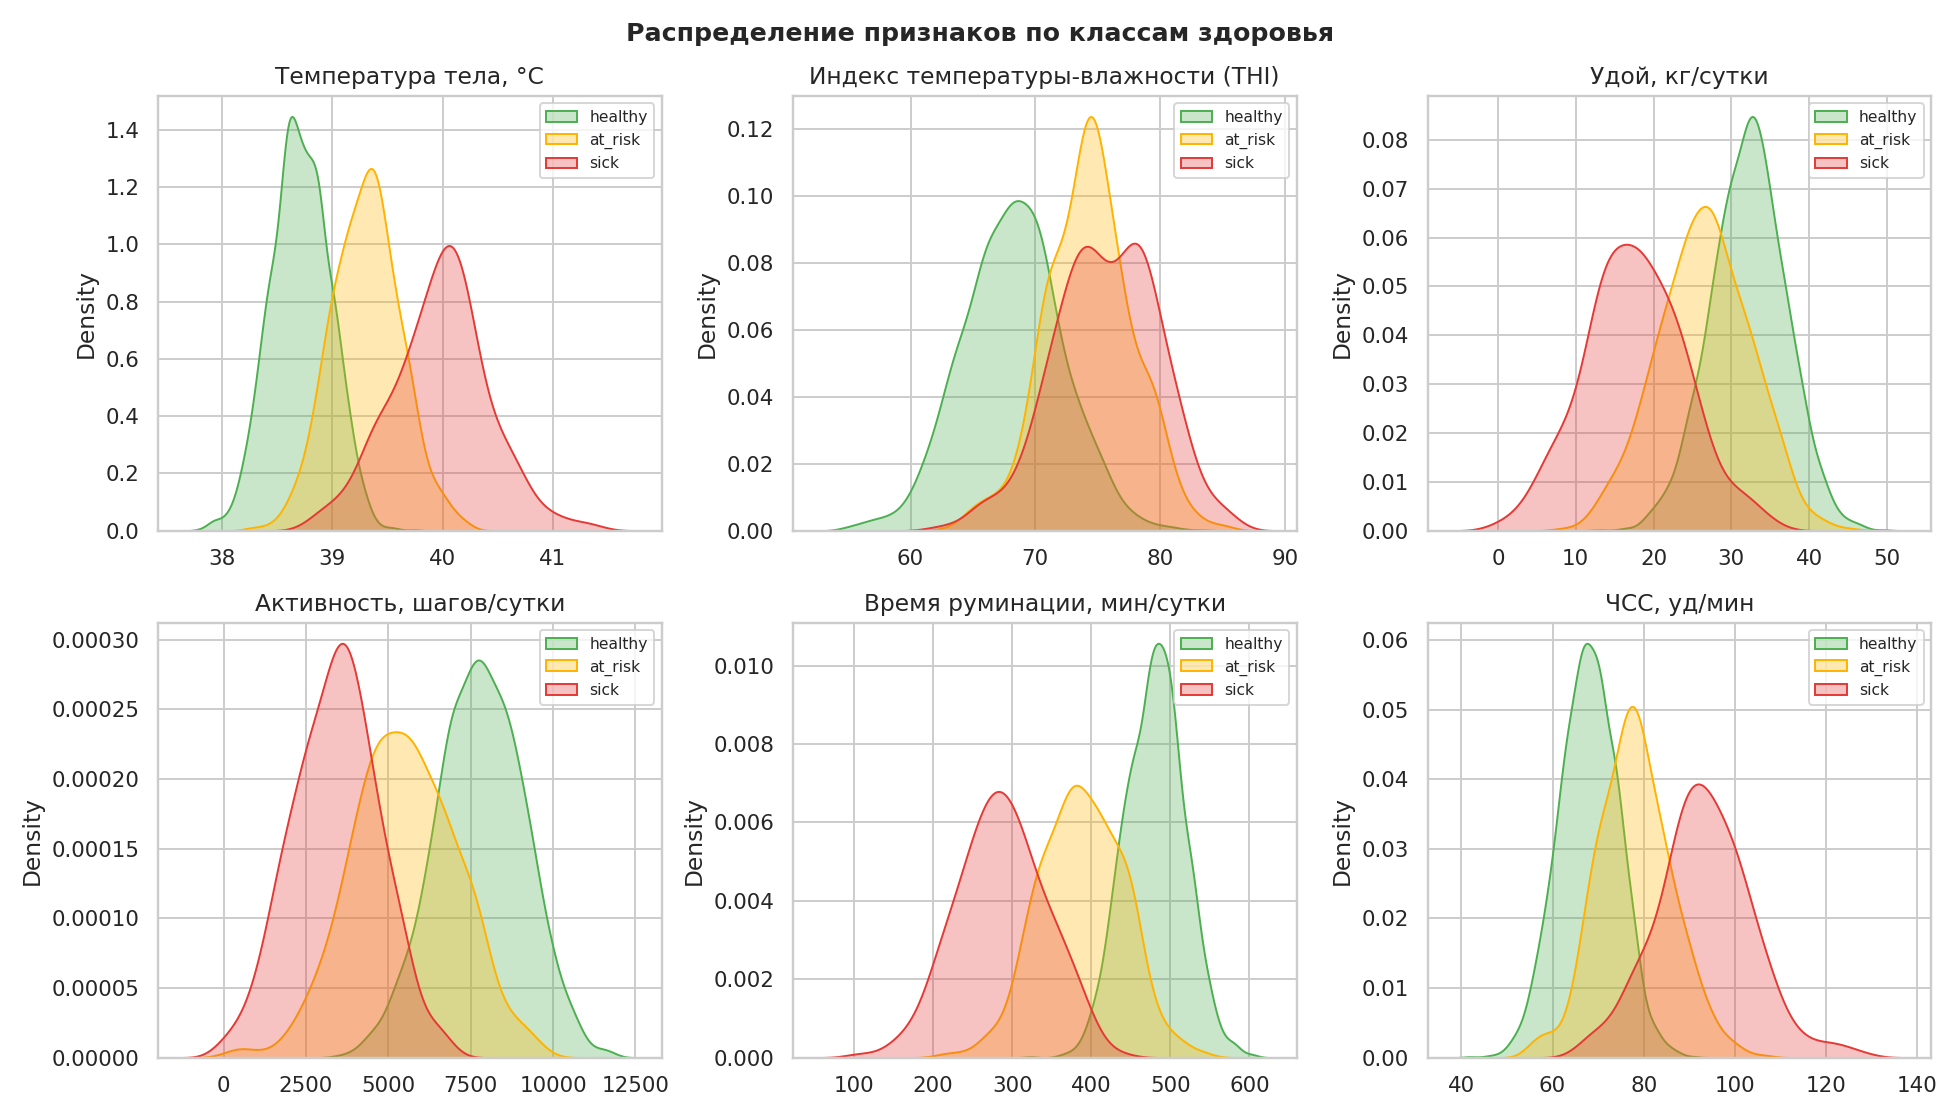 Распределение признаков по классам здоровья
Температура тела, °C
Density
1.4
1.2
1.0
0.8
0.6
0.4
0.2
0.0
38 39 40 41
healthy
at_risk
sick
Индекс температуры-влажности (THI)
Density
0.12
0.10
0.08
0.06
0.04
0.02
0.00
60 70 80 90
healthy
at_risk
sick
Удой, кг/сутки
Density
0.08
0.07
0.06
0.05
0.04
0.03
0.02
0.01
0.00
0 10 20 30 40 50
healthy
at_risk
sick
Активность, шагов/сутки
Density
0.00030
0.00025
0.00020
0.00015
0.00010
0.00005
0.00000
0 2500 5000 7500 10000 12500
healthy
at_risk
sick
Время руминации, мин/сутки
Density
0.010
0.008
0.006
0.004
0.002
0.000
100 200 300 400 500 600
healthy
at_risk
sick
ЧСС, уд/мин
Density
0.06
0.05
0.04
0.03
0.02
0.01
0.00
40 60 80 100 120 140
healthy
at_risk
sick